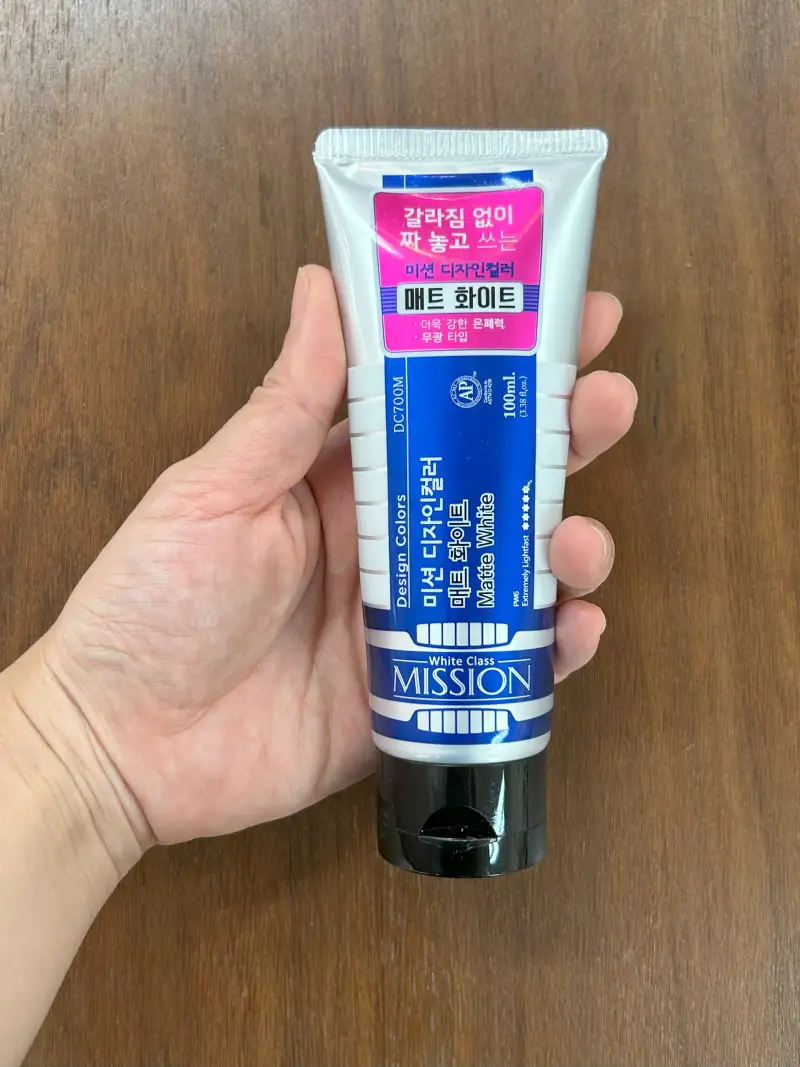 갈라짐 없이
짜 놓고 쓰는
미션 디자인컬러
매트 화이트
· 더욱 강한 은폐력,
· 무광 타입
Design Colors DC700M
미션 디자인컬러
매트 화이트
Matte White
AP
100ml.
(3.38 fl.oz.)
PW6
Extremely Lightfast *****
White Class
MISSION